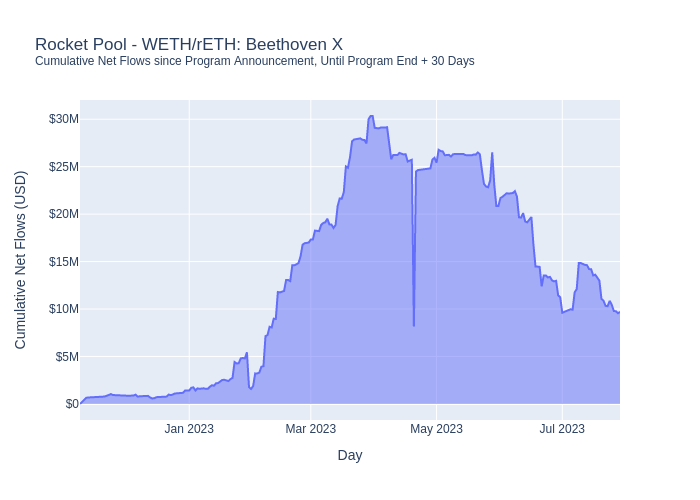 Rocket Pool - WETH/rETH: Beethoven X
Cumulative Net Flows since Program Announcement, Until Program End + 30 Days
Cumulative Net Flows (USD)
$30M
$25M
$20M
$15M
$10M
$5M
$0
Jan 2023
Mar 2023
May 2023
Jul 2023
Day